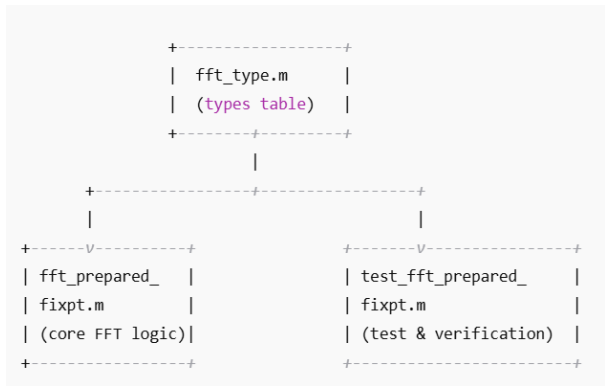 +------------------+
|  fft_type.m      |
|  (types table)   |
+--------+---------+
|
+------------------+------------------+
|                                    |
+------v----------+                +-------v----------------+
| fft_prepared_   |                | test_fft_prepared_     |
| fixpt.m         |                | fixpt.m                |
| (core FFT logic)|                | (test & verification)  |
+-----------------+                +------------------------+